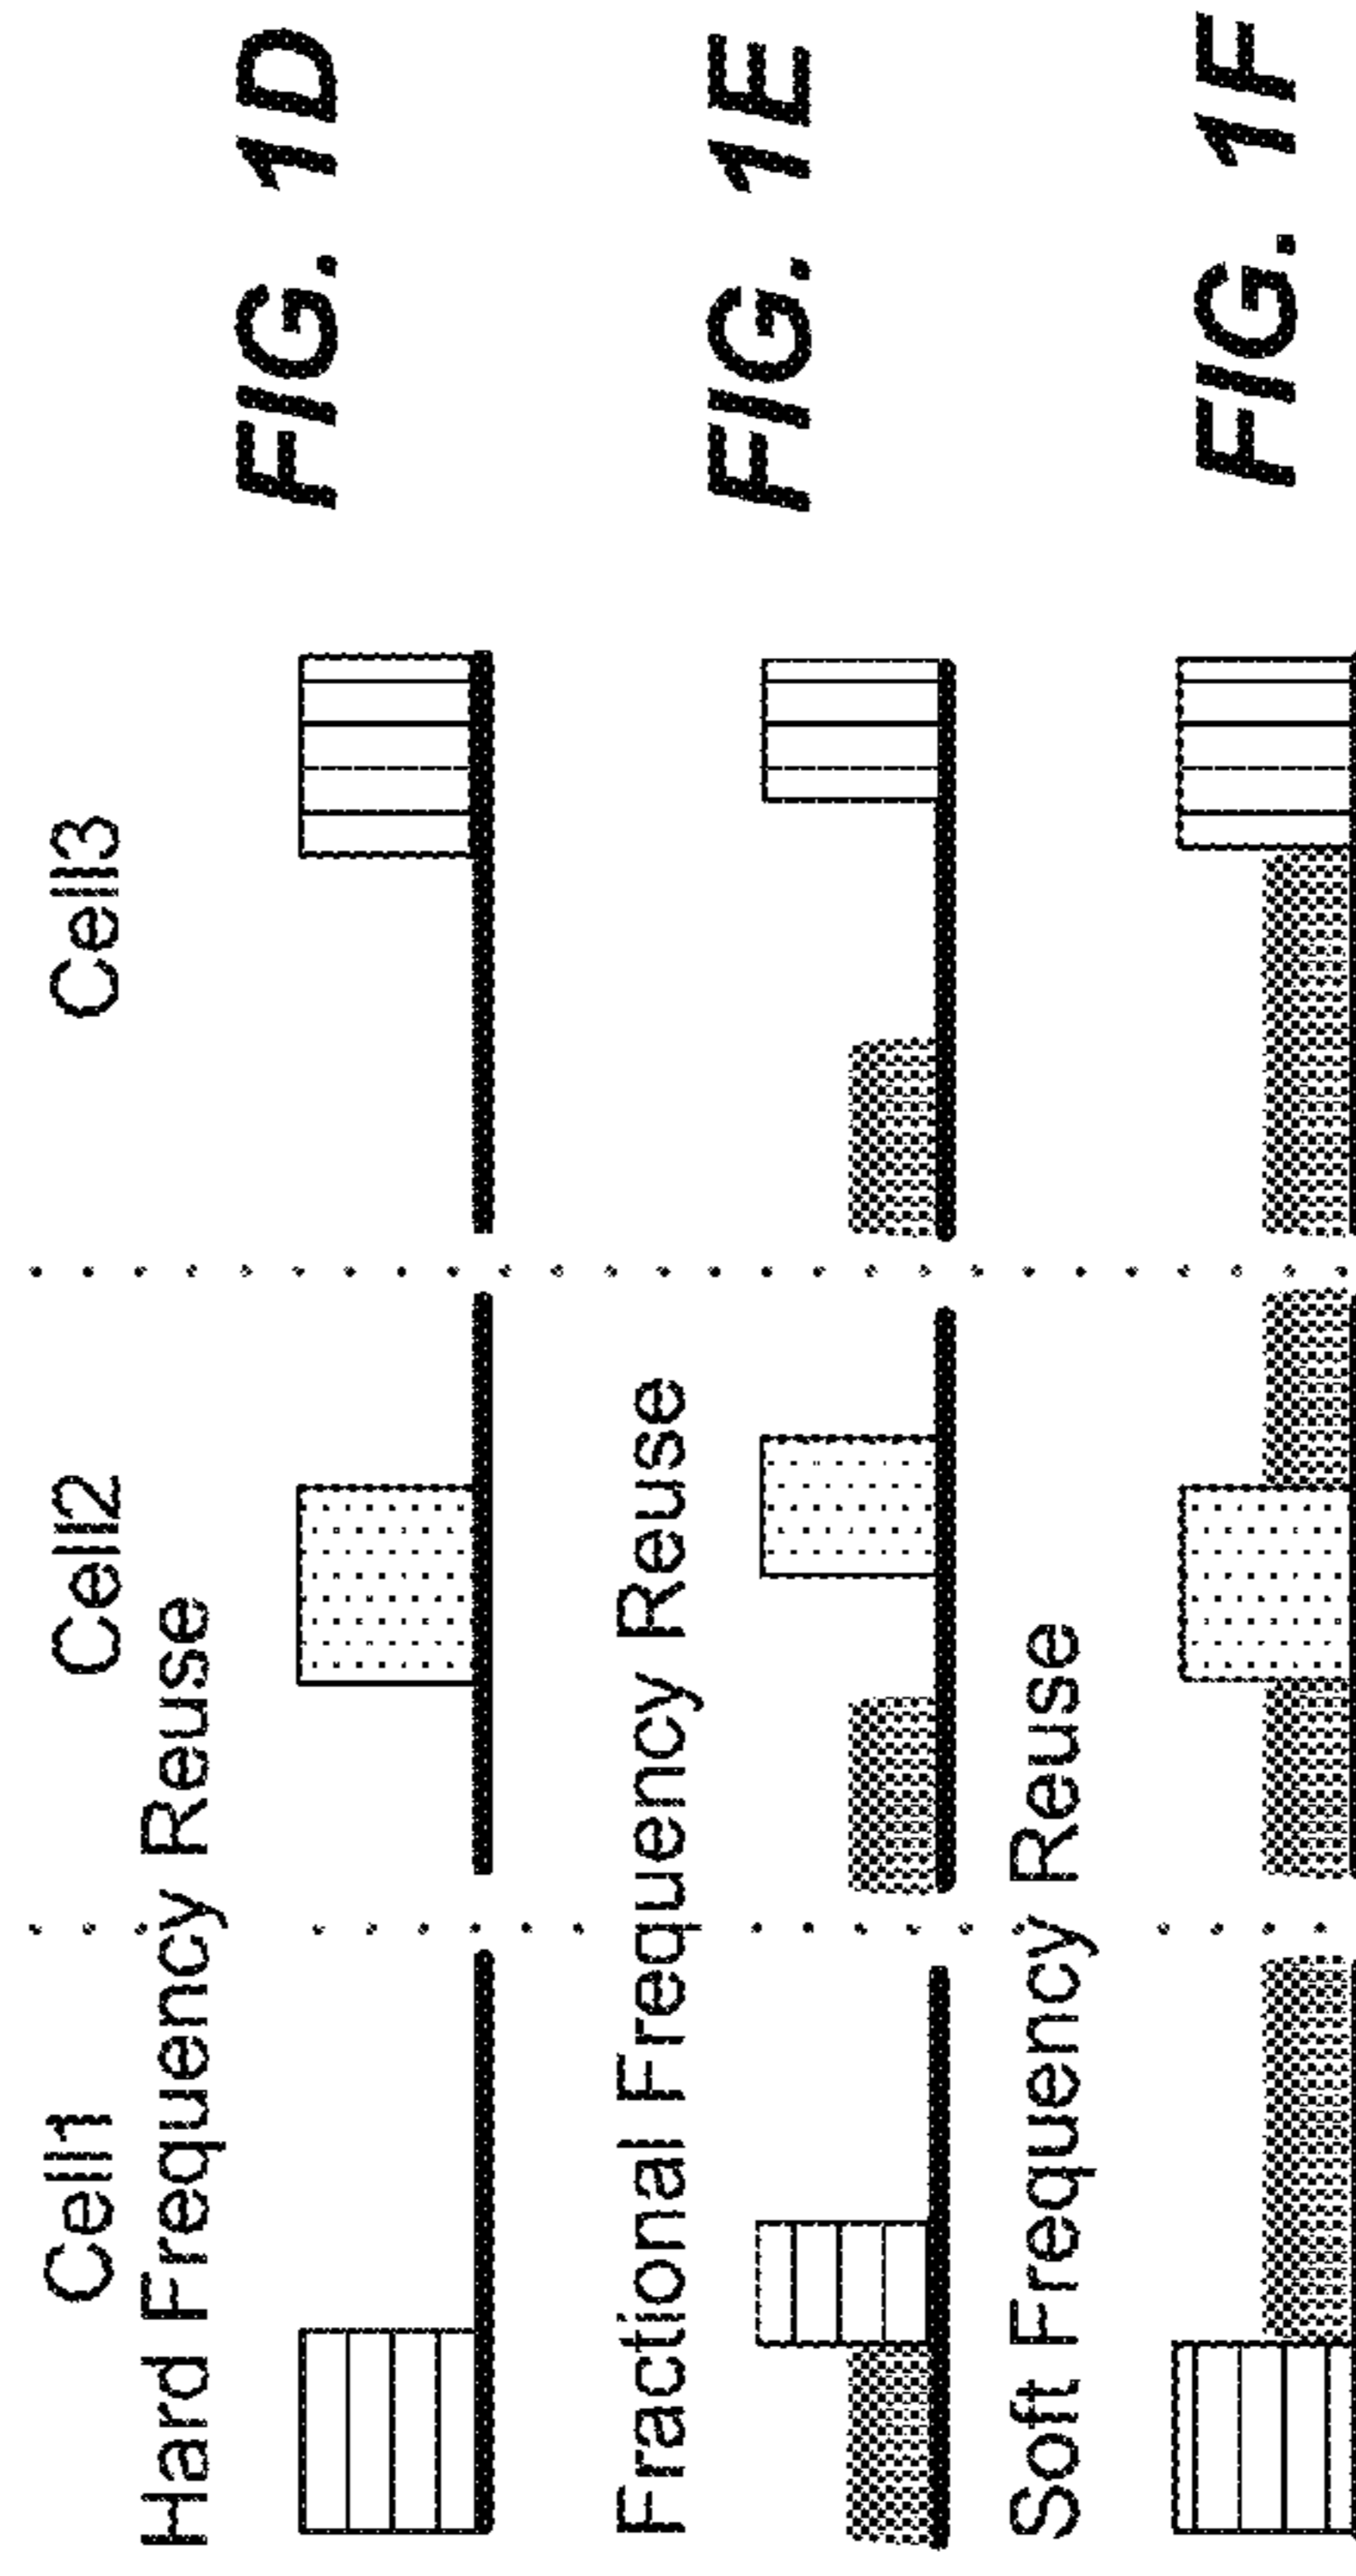 Cell1 Cell2 Cell3
Hard Frequency Reuse
FIG. 1D
Fractional Frequency Reuse
FIG. 1E
Soft Frequency Reuse
FIG. 1F